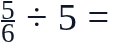 5/6 ÷ 5 =